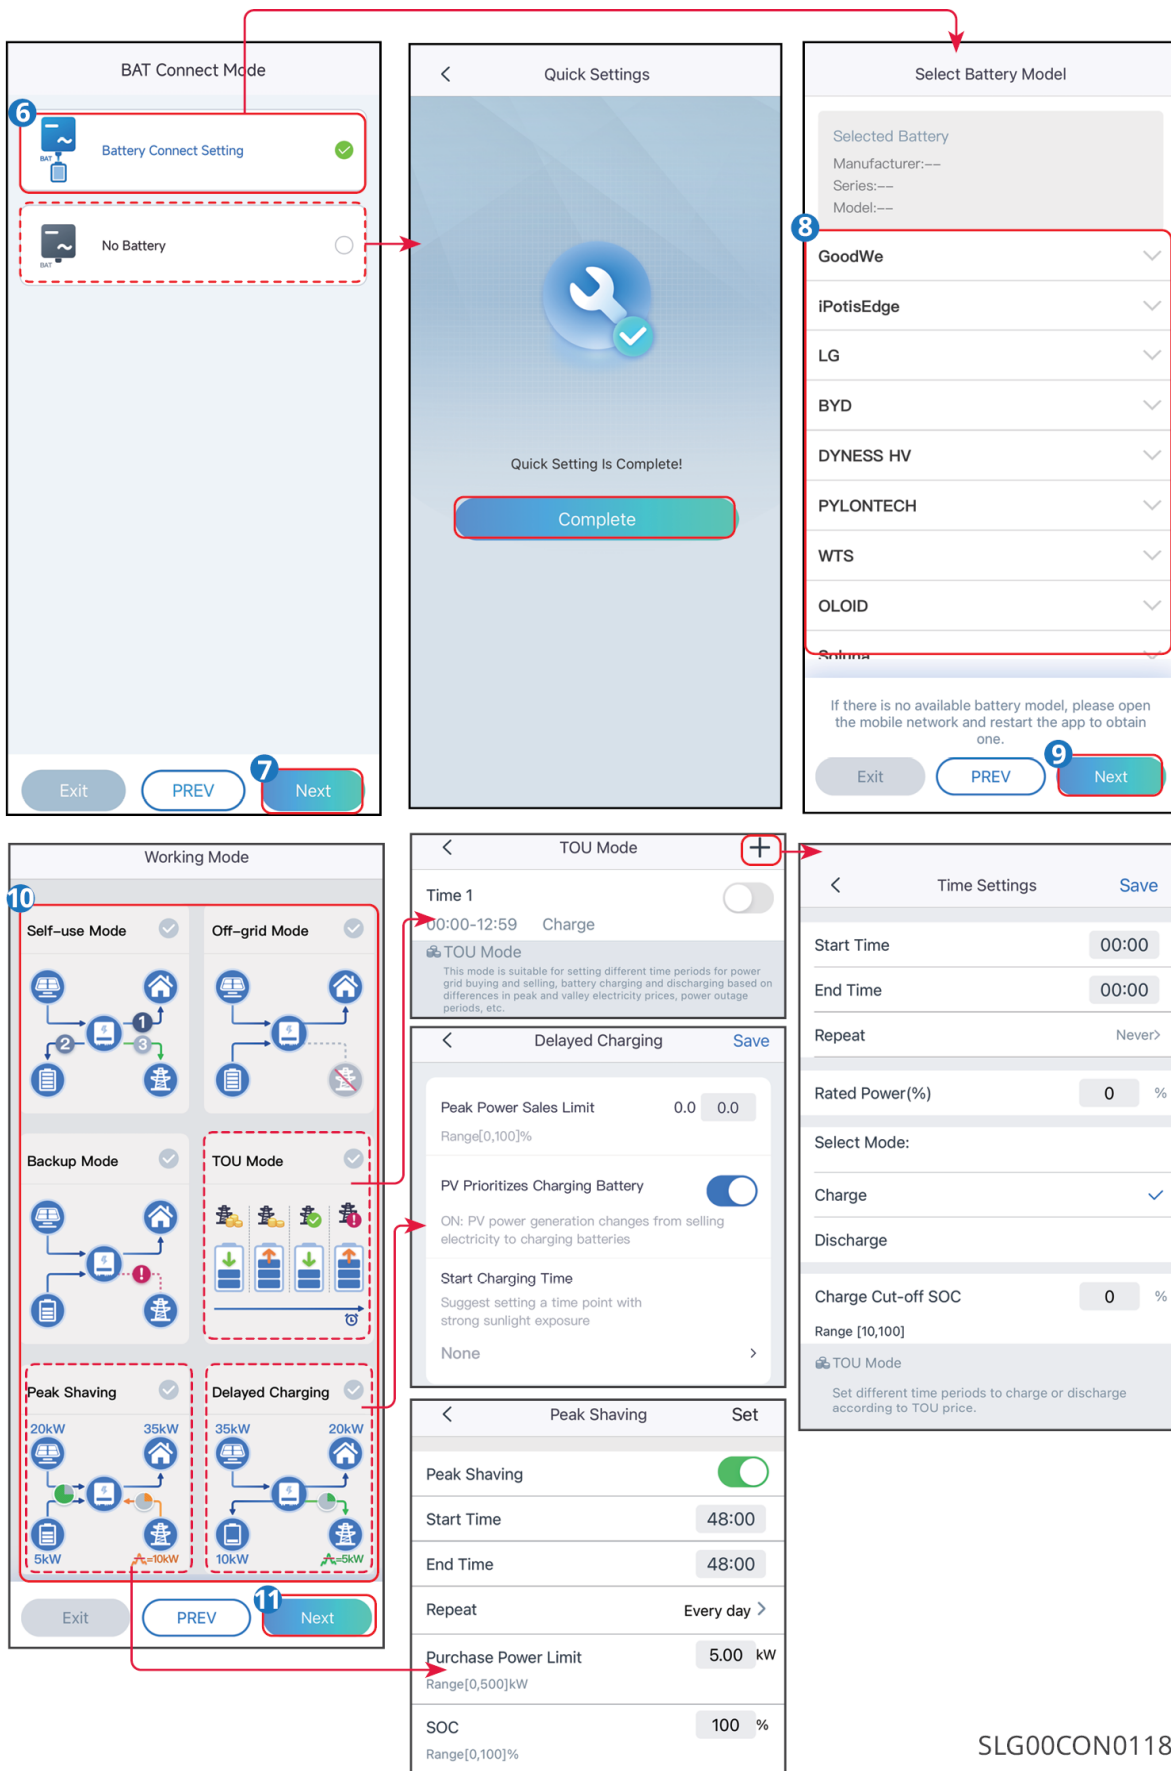 BAT Connect Mode
6
BAT
Battery Connect Setting
BAT
No Battery
7
Exit
PREV
Next
Quick Settings
Quick Setting Is Complete!
Complete
Select Battery Model
Selected Battery
Manufacturer:--
Series:--
Model:--
8
GoodWe
iPotisEdge
LG
BYD
DYNESS HV
PYLONTECH
WTS
OLOID
Soluna
If there is no available battery model, please open
the mobile network and restart the app to obtain
one.
9
Exit
PREV
Next
Working Mode
10
Self-use Mode
1
2
3
Off-grid Mode
Backup Mode
TOU Mode
Peak Shaving
20kW
35kW
5kW
=10kW
Delayed Charging
35kW
20kW
10kW
=5kW
11
Exit
PREV
Next
TOU Mode
Time 1
00:00-12:59 Charge
TOU Mode
This mode is suitable for setting different time periods for power
grid buying and selling, battery charging and discharging based on
differences in peak and valley electricity prices, power outage
periods, etc.
Delayed Charging Save
Peak Power Sales Limit 0.0 0.0
Range[0,100]%
PV Prioritizes Charging Battery
ON: PV power generation changes from selling
electricity to charging batteries
Start Charging Time
Suggest setting a time point with
strong sunlight exposure
None
Peak Shaving Set
Peak Shaving
Start Time 48:00
End Time 48:00
Repeat Every day
Purchase Power Limit 5.00 kW
Range[0,500]kW
SOC 100 %
Range[0,100]%
Time Settings Save
Start Time 00:00
End Time 00:00
Repeat Never
Rated Power(%) 0 %
Select Mode:
Charge
Discharge
Charge Cut-off SOC 0 %
Range [10,100]
TOU Mode
Set different time periods to charge or discharge
according to TOU price.
SLG00CON0118